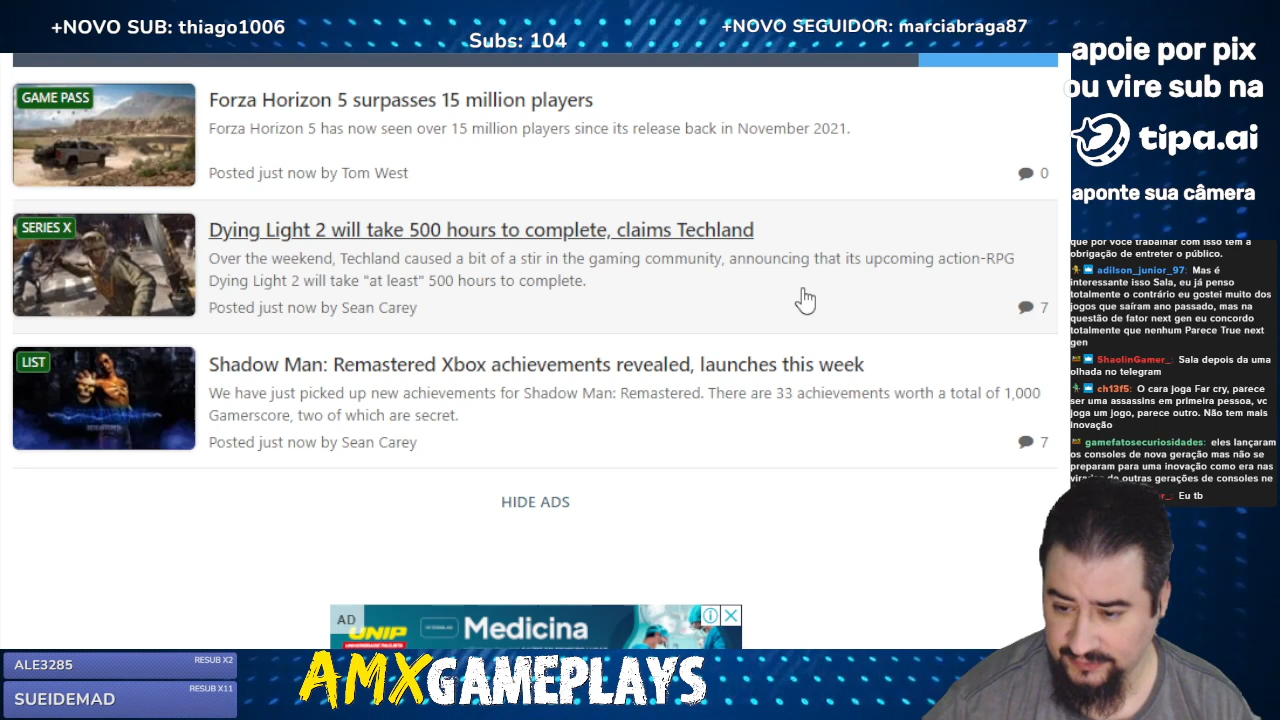 +NOVO SUB: thiago1006
Subs: 104
+NOVO SEGUIDOR: marciabraga87
GAME PASS
Forza Horizon 5 surpasses 15 million players
Forza Horizon 5 has now seen over 15 million players since its release back in November 2021.
Posted just now by Tom West
0
SERIES X
Dying Light 2 will take 500 hours to complete, claims Techland
Over the weekend, Techland caused a bit of a stir in the gaming community, announcing that its upcoming action-RPG
Dying Light 2 will take "at least" 500 hours to complete.
Posted just now by Sean Carey
7
LIST
Shadow Man: Remastered Xbox achievements revealed, launches this week
We have just picked up new achievements for Shadow Man: Remastered. There are 33 achievements worth a total of 1,000
Gamerscore, two of which are secret.
Posted just now by Sean Carey
7
HIDE ADS
AD
UNIP
Medicina
apoie por pix
ou vire sub na
tipa.ai
aponte sua câmera
que por você trabalhar com isso tem a
obrigação de entreter o público.
adilson_junior_97: Mas é
interessante isso Sala, eu já penso
totalmente o contrário eu gostei muito dos
jogos que saíram ano passado, mas na
questão de fator next gen eu concordo
totalmente que nenhum Parece True next
gen
ShaolinGamer_: Sala depois da uma
olhada no telegram
ch13f5: O cara joga Far cry, parece
ser uma assassins em primeira pessoa, vc
joga um jogo, parece outro. Não tem mais
inovação
gamefatosecuriosidades: eles lançaram
os consoles de nova geração mas não se
preparam para uma inovação como era nas
viradas de outras gerações de consoles ne
r_: Eu tb
ALE3285
RESUB X2
SUEIDEMAD
RESUB X11
AMXGAMEPLAYS